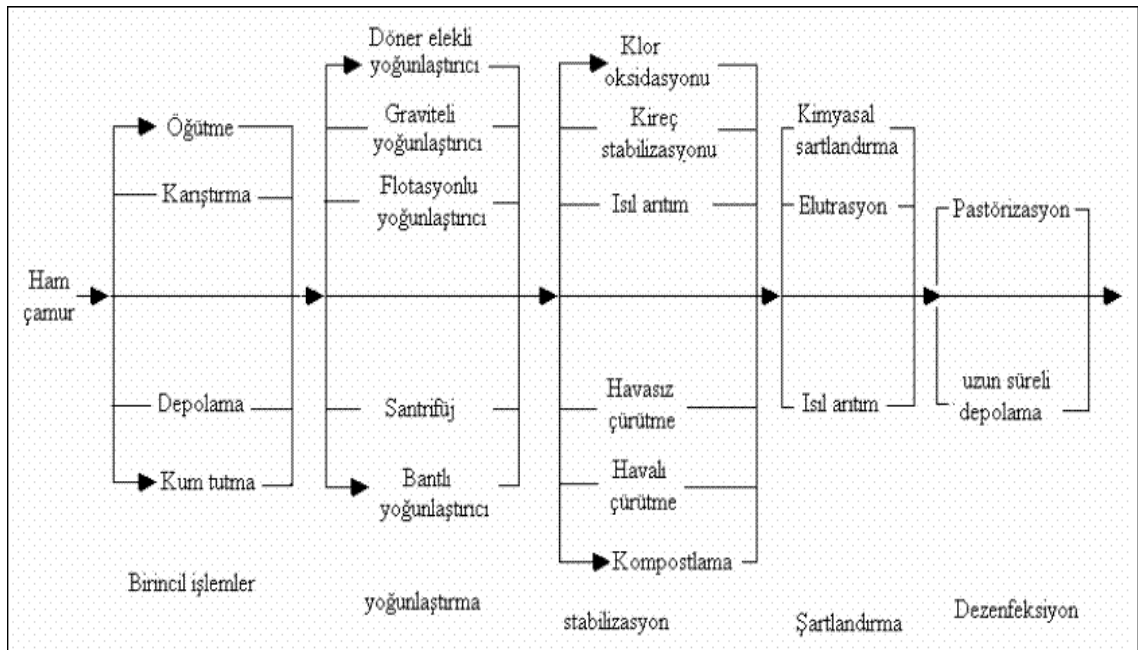 Ham
çamur
Öğütme
Karıştırma
Depolama
Kum tutma
Birincil işlemler
Döner elekli
yoğunlaştırıcı
Graviteli
yoğunlaştırıcı
Flotasyonlu
yoğunlaştırıcı
Santrifüj
Bantlı
yoğunlaştırıcı
yoğunlaştırma
Klor
oksidasyonu
Kireç
stabilizasyonu
Isıl arıtım
Havasız
çürütme
Havalı
çürütme
Kompostlama
stabilizasyon
Kimyasal
şartlandırma
Elutrasyon
Isıl arıtım
Şartlandırma
Pastörizasyon
uzun süreli
depolama
Dezenfeksiyon